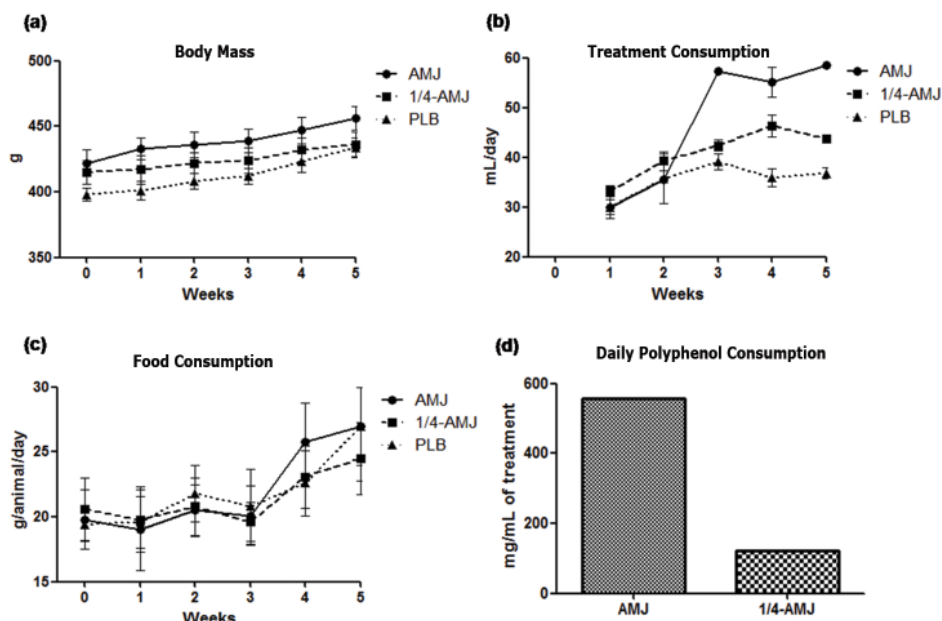 (a)
Body Mass
500
450
400
350
g
0 1 2 3 4 5
Weeks
AMJ
1/4-AMJ
PLB
(b)
Treatment Consumption
60
50
40
30
20
mL/day
0 1 2 3 4 5
Weeks
AMJ
1/4-AMJ
PLB
(c)
Food Consumption
30
25
20
15
g/animal/day
0 1 2 3 4 5
Weeks
AMJ
1/4-AMJ
PLB
(d)
Daily Polyphenol Consumption
600
400
200
0
mg/mL of treatment
AMJ 1/4-AMJ